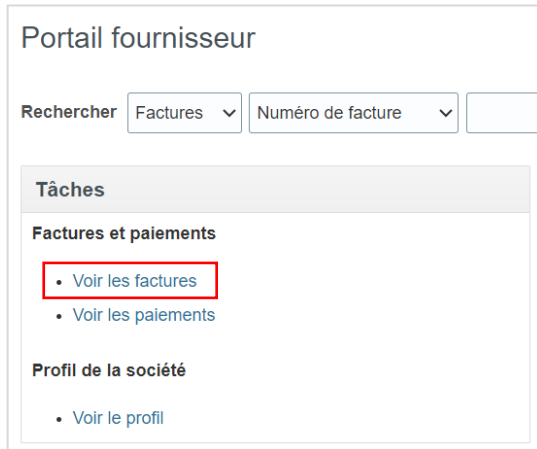 Portail fournisseur
Rechercher Factures Numéro de facture
Tâches
Factures et paiements
• Voir les factures
• Voir les paiements
Profil de la société
• Voir le profil